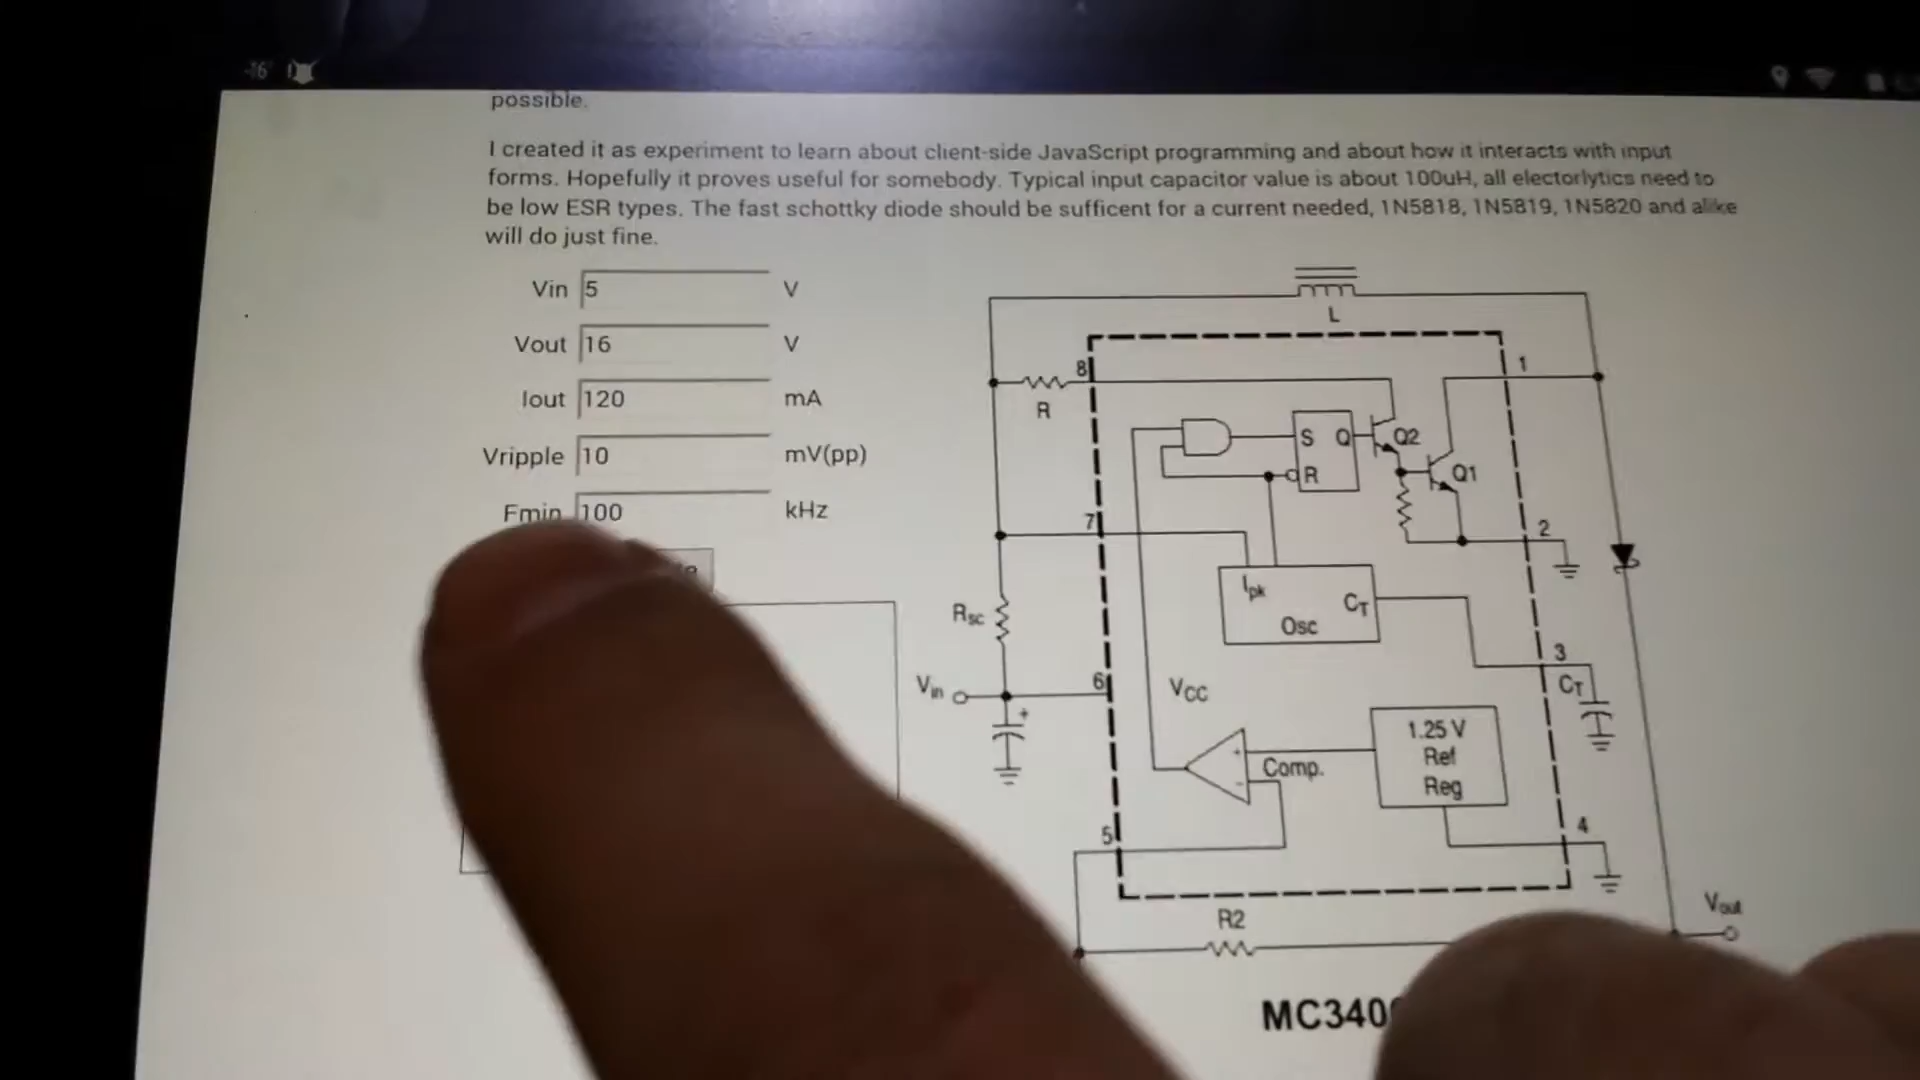 -16°
possible.
I created it as experiment to learn about client-side JavaScript programming and about how it interacts with input
forms. Hopefully it proves useful for somebody. Typical input capacitor value is about 100uH, all electorlytics need to
be low ESR types. The fast schottky diode should be sufficent for a current needed, 1N5818, 1N5819, 1N5820 and alike
will do just fine.
Vin 5 V
Vout 16 V
Iout 120 mA
Vripple 10 mV(pp)
Fmin 100 kHz
L
8
1
R
S Q
Q2
R
Q1
7
2
Ipk
CT
Osc
Rsc
3
CT
Vin
6
VCC
+
1.25 V
Ref
Reg
+
-
Comp.
5
4
R2
Vout
MC340